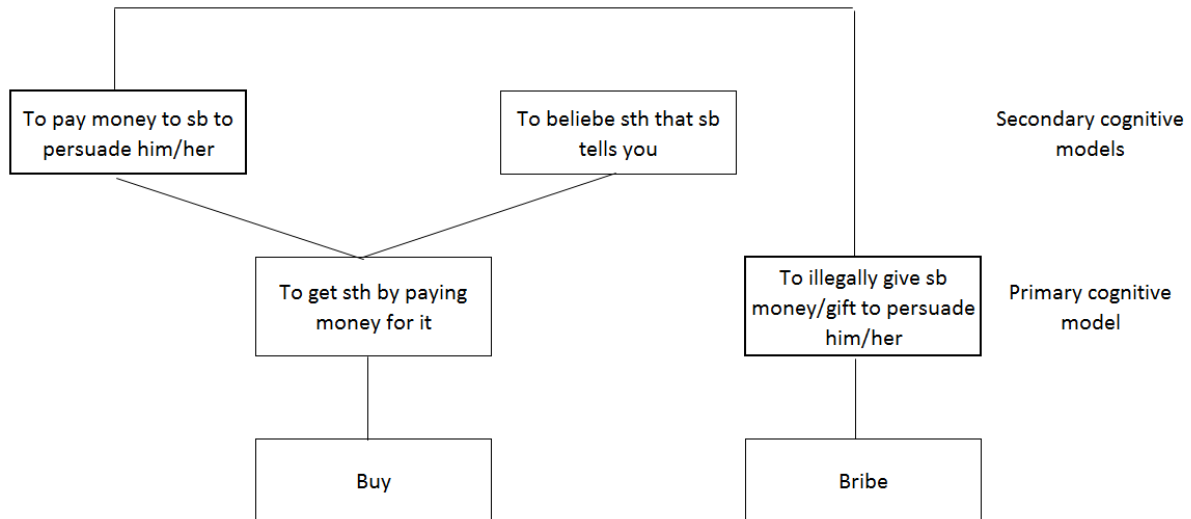 To pay money to sb to
persuade him/her
To beliebe sth that sb
tells you
Secondary cognitive
models
To get sth by paying
money for it
To illegally give sb
money/gift to persuade
him/her
Primary cognitive
model
Buy
Bribe